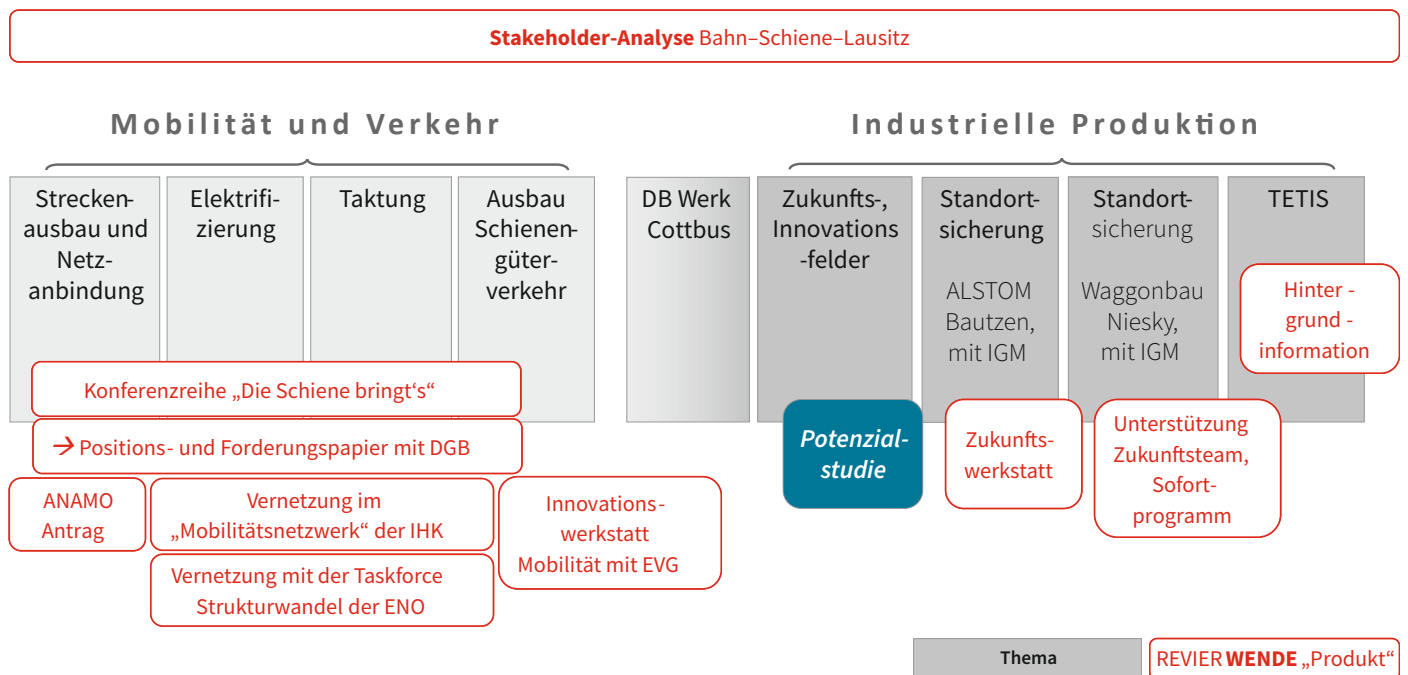 Stakeholder-Analyse Bahn–Schiene–Lausitz
Mobilität und Verkehr
Industrielle Produktion
Strecken-
ausbau und
Netz-
anbindung
Elektrifi-
zierung
Taktung
Ausbau
Schienen-
güter-
verkehr
DB Werk
Cottbus
Zukunfts-,
Innovations
-felder
Standort-
sicherung
ALSTOM
Bautzen,
mit IGM
Standort-
sicherung
Waggonbau
Niesky,
mit IGM
TETIS
Hinter -
grund -
information
Konferenzreihe „Die Schiene bringt‘s“
→ Positions- und Forderungspapier mit DGB
ANAMO
Antrag
Vernetzung im
„Mobilitätsnetzwerk“ der IHK
Vernetzung mit der Taskforce
Strukturwandel der ENO
Innovations-
werkstatt
Mobilität mit EVG
Potenzial-
studie
Zukunfts-
werkstatt
Unterstützung
Zukunftsteam,
Sofort-
programm
Thema
REVIER WENDE „Produkt“